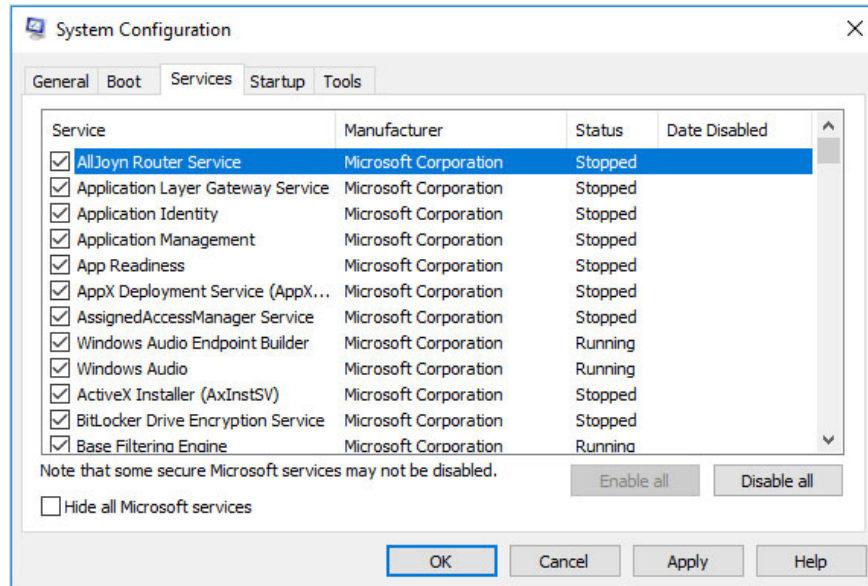 System Configuration
General Boot Services Startup Tools
Service Manufacturer Status Date Disabled
AllJoyn Router Service Microsoft Corporation Stopped
Application Layer Gateway Service Microsoft Corporation Stopped
Application Identity Microsoft Corporation Stopped
Application Management Microsoft Corporation Stopped
App Readiness Microsoft Corporation Stopped
AppX Deployment Service (AppX... Microsoft Corporation Stopped
AssignedAccessManager Service Microsoft Corporation Stopped
Windows Audio Endpoint Builder Microsoft Corporation Running
Windows Audio Microsoft Corporation Running
ActiveX Installer (AxInstSV) Microsoft Corporation Stopped
BitLocker Drive Encryption Service Microsoft Corporation Stopped
Base Filtering Engine Microsoft Corporation Running
Note that some secure Microsoft services may not be disabled.
Enable all Disable all
Hide all Microsoft services
OK Cancel Apply Help